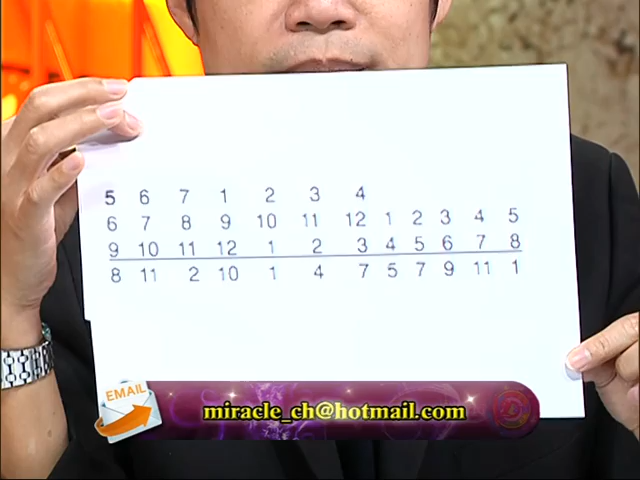 5 6 7 1 2 3 4
6 7 8 9 10 11 12 1 2 3 4 5
9 10 11 12 1 2 3 4 5 6 7 8
8 11 2 10 1 4 7 5 7 9 11 1
EMAIL
miracle_ch@hotmail.com